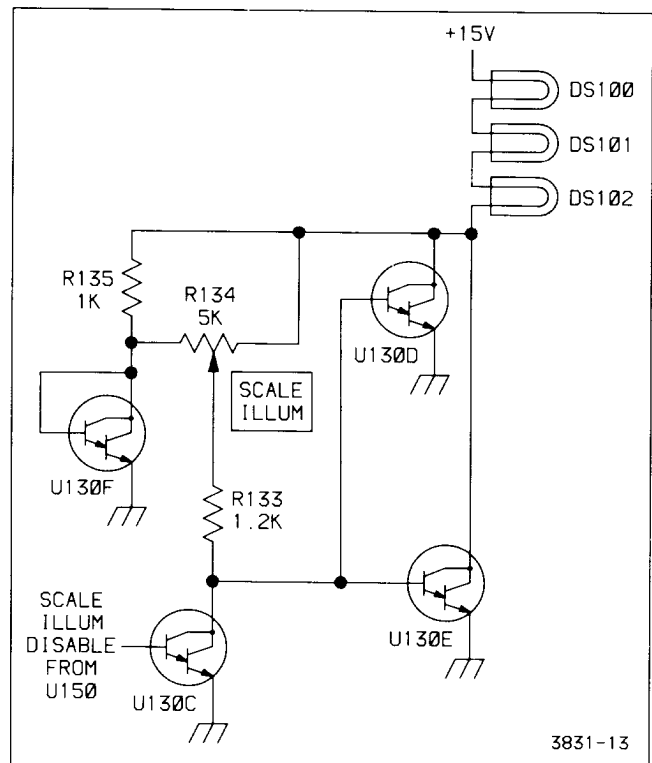 +15V
DS100
DS101
DS102
R135
1K
R134
5K
SCALE
ILLUM
U130D
U130F
R133
1.2K
SCALE
ILLUM
DISABLE
FROM
U150
U130C
U130E
3831-13